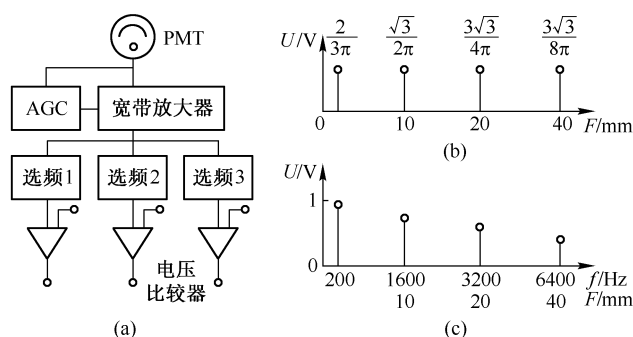 PMT
AGC
宽带放大器
选频1
选频2
选频3
电压
比较器
(a)
U/V
2/3π
√3/2π
3√3/4π
3√3/8π
0
10
20
40
F/mm
(b)
U/V
1
0
200
1600
3200
6400
f/Hz
10
20
40
F/mm
(c)